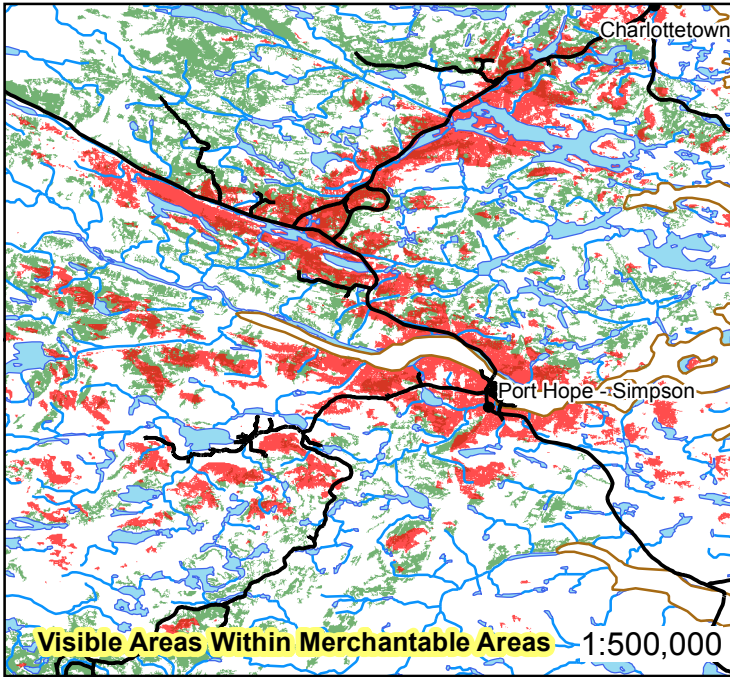 Charlottetown
Port Hope - Simpson
Visible Areas Within Merchantable Areas 1:500,000